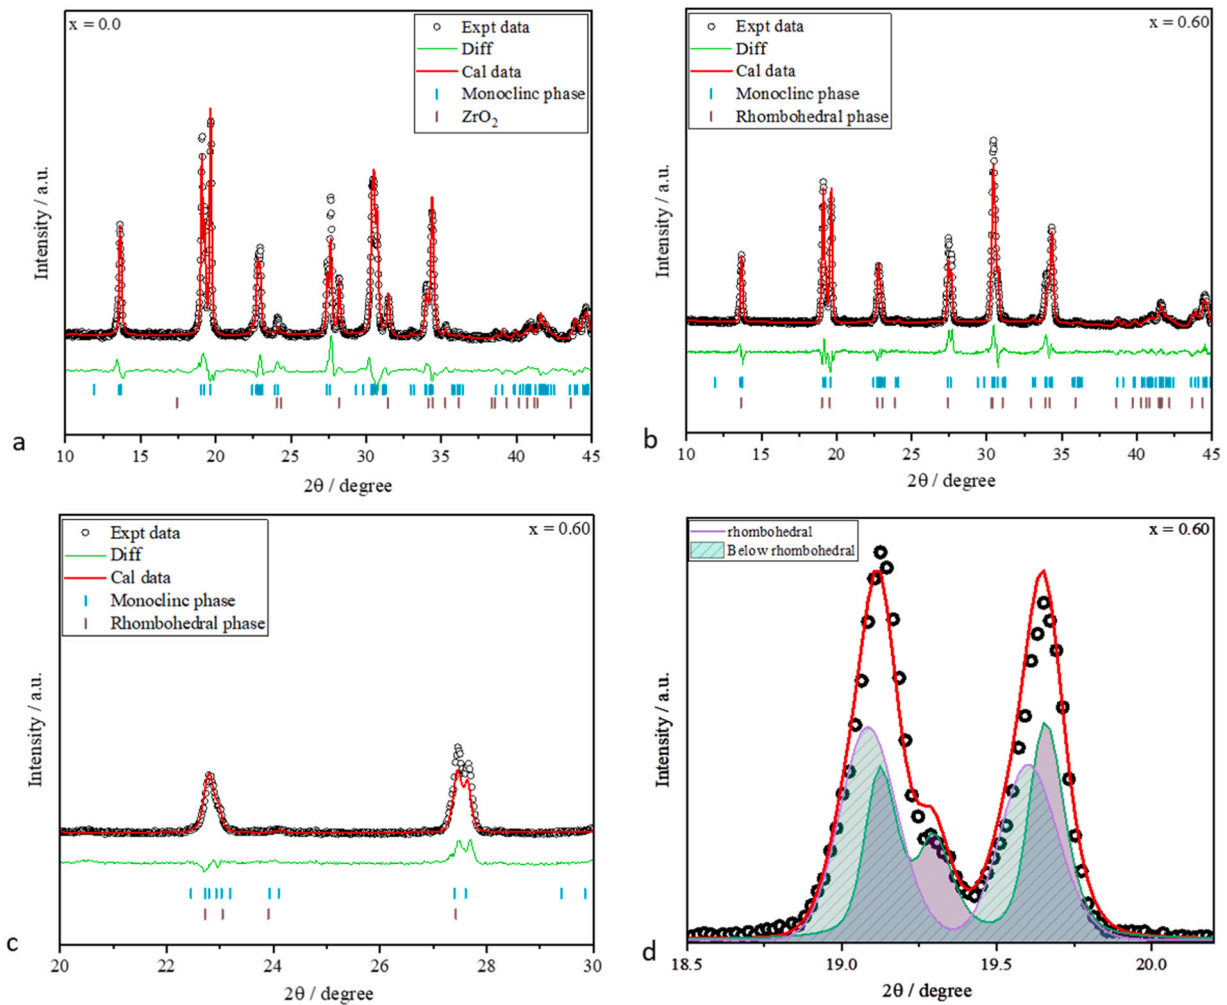 x = 0.0
Expt data
Diff
Cal data
Monoclinc phase
ZrO₂
Intensity / a.u.
10 15 20 25 30 35 40 45
2θ / degree
a
x = 0.60
Expt data
Diff
Cal data
Monoclinc phase
Rhombohedral phase
Intensity / a.u.
10 15 20 25 30 35 40 45
2θ / degree
b
x = 0.60
Expt data
Diff
Cal data
Monoclinc phase
Rhombohedral phase
Intensity / a.u.
20 22 24 26 28 30
2θ / degree
c
x = 0.60
rhombohedral
Below rhombohedral
Intensity / a.u.
18.5 19.0 19.5 20.0
2θ / degree
d